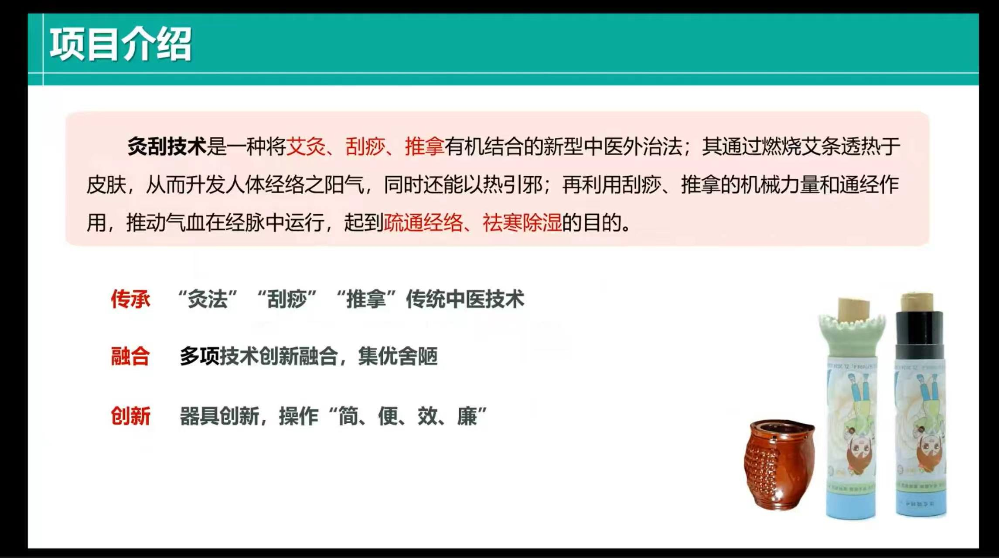 项目介绍
灸刮技术是一种将艾灸、刮痧、推拿有机结合的新型中医外治法；其通过燃烧艾条透热于
皮肤，从而升发人体经络之阳气，同时还能以热引邪；再利用刮痧、推拿的机械力量和通经作
用，推动气血在经脉中运行，起到疏通经络、祛寒除湿的目的。
传承 “灸法” “刮痧” “推拿”传统中医技术
融合 多项技术创新融合，集优舍陋
创新 器具创新，操作“简、便、效、廉”